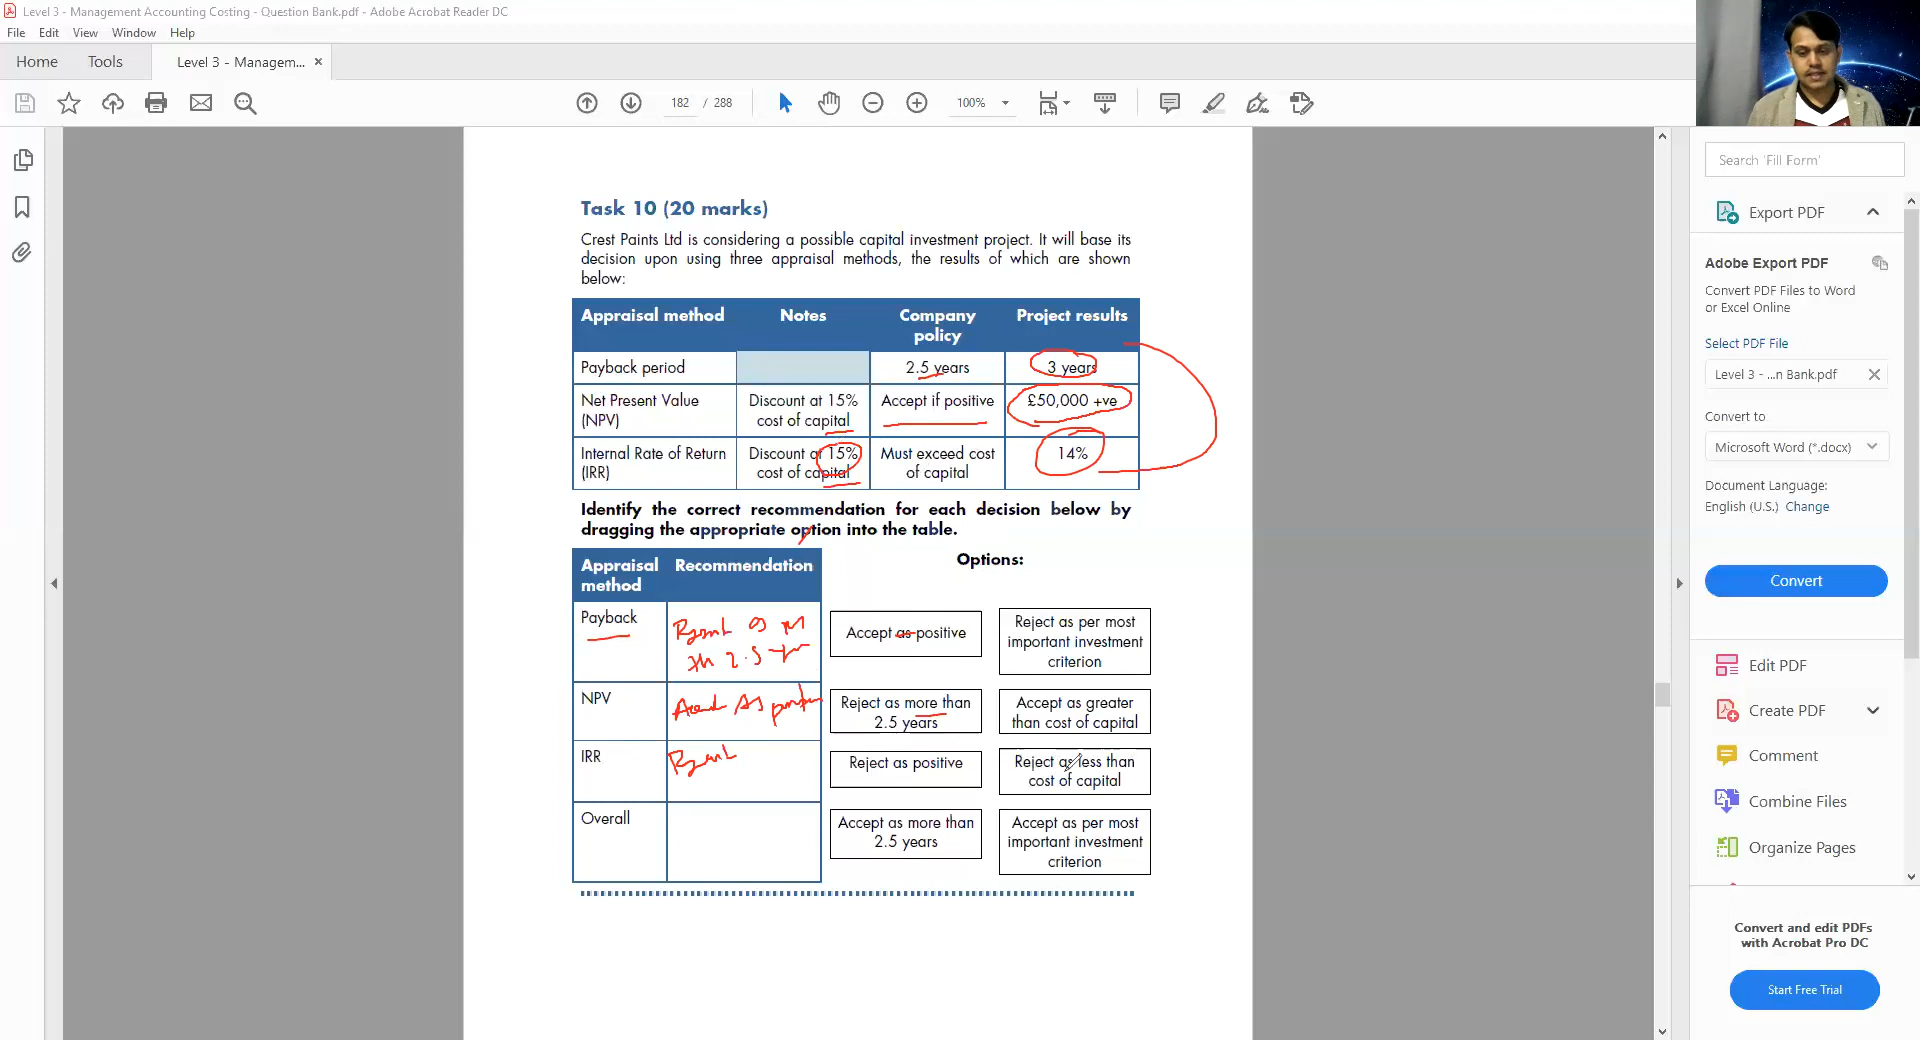 Level 3 - Management Accounting Costing - Question Bank.pdf - Adobe Acrobat Reader DC
File Edit View Window Help
Home Tools Level 3 - Managem... ×
182 / 288 100%
Task 10 (20 marks)
Crest Paints Ltd is considering a possible capital investment project. It will base its
decision upon using three appraisal methods, the results of which are shown
below:
Appraisal method Notes Company policy Project results
Payback period 2.5 years 3 years
Net Present Value (NPV) Discount at 15% cost of capital Accept if positive £50,000 +ve
Internal Rate of Return (IRR) Discount at 15% cost of capital Must exceed cost of capital 14%
Identify the correct recommendation for each decision below by
dragging the appropriate option into the table.
Appraisal method Recommendation
Options:
Payback
NPV
IRR
Overall
Accept as positive
Reject as per most
important investment
criterion
Reject as more than
2.5 years
Accept as greater
than cost of capital
Reject as positive
Reject as less than
cost of capital
Accept as more than
2.5 years
Accept as per most
important investment
criterion
Search 'Fill Form'
Export PDF
Adobe Export PDF
Convert PDF Files to Word
or Excel Online
Select PDF File
Level 3 - ...n Bank.pdf
Convert to
Microsoft Word (*.docx)
Document Language:
English (U.S.) Change
Convert
Edit PDF
Create PDF
Comment
Combine Files
Organize Pages
Convert and edit PDFs
with Acrobat Pro DC
Start Free Trial